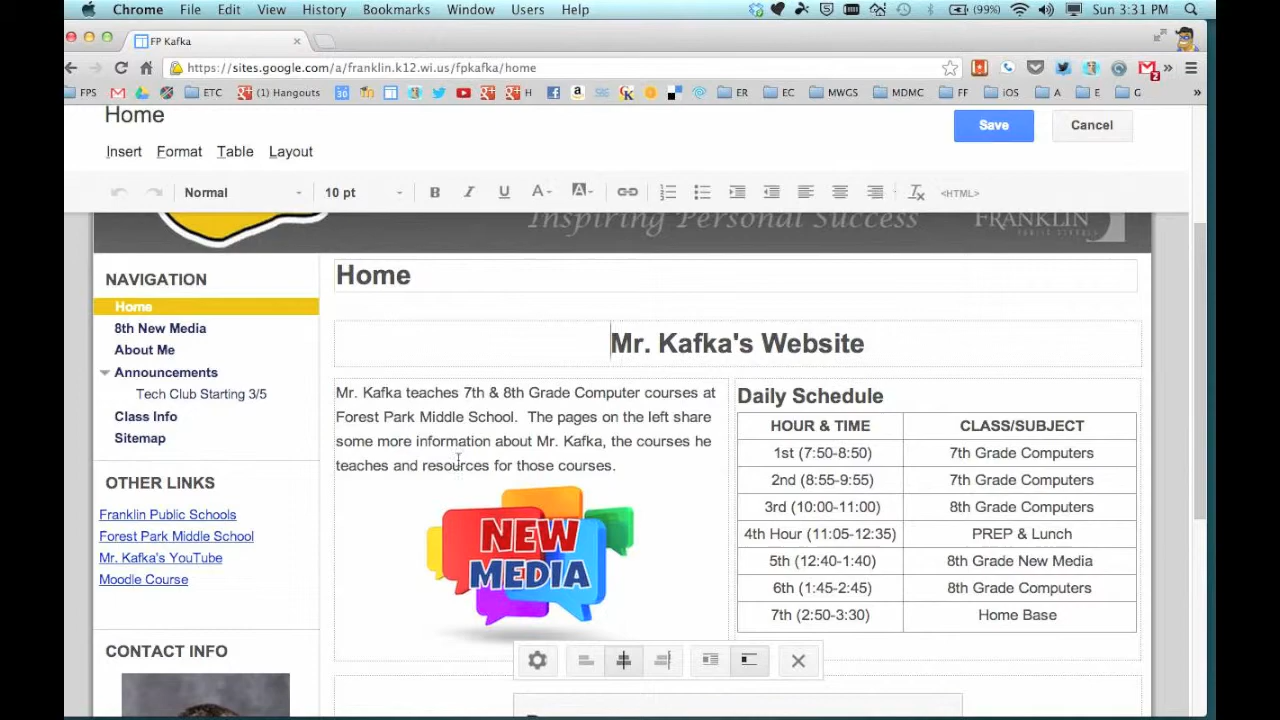 Chrome File Edit View History Bookmarks Window Users Help (99%) Sun 3:31 PM
FP Kafka
https://sites.google.com/a/franklin.k12.wi.us/fpkafka/home
2
FPS ETC (1) Hangouts 30 H a CK ER EC MWGS MDMC FF iOS A E G »
Home
Save Cancel
Insert Format Table Layout
Normal 10 pt B I U A A <HTML>
Inspiring Personal Success FRANKLIN
PUBLIC SCHOOLS
NAVIGATION
Home
8th New Media
About Me
Announcements
Tech Club Starting 3/5
Class Info
Sitemap
OTHER LINKS
Franklin Public Schools
Forest Park Middle School
Mr. Kafka's YouTube
Moodle Course
CONTACT INFO
Home
Mr. Kafka's Website
Mr. Kafka teaches 7th & 8th Grade Computer courses at
Forest Park Middle School. The pages on the left share
some more information about Mr. Kafka, the courses he
teaches and resources for those courses.
NEW
MEDIA
Daily Schedule
HOUR & TIME CLASS/SUBJECT
1st (7:50-8:50) 7th Grade Computers
2nd (8:55-9:55) 7th Grade Computers
3rd (10:00-11:00) 8th Grade Computers
4th Hour (11:05-12:35) PREP & Lunch
5th (12:40-1:40) 8th Grade New Media
6th (1:45-2:45) 8th Grade Computers
7th (2:50-3:30) Home Base